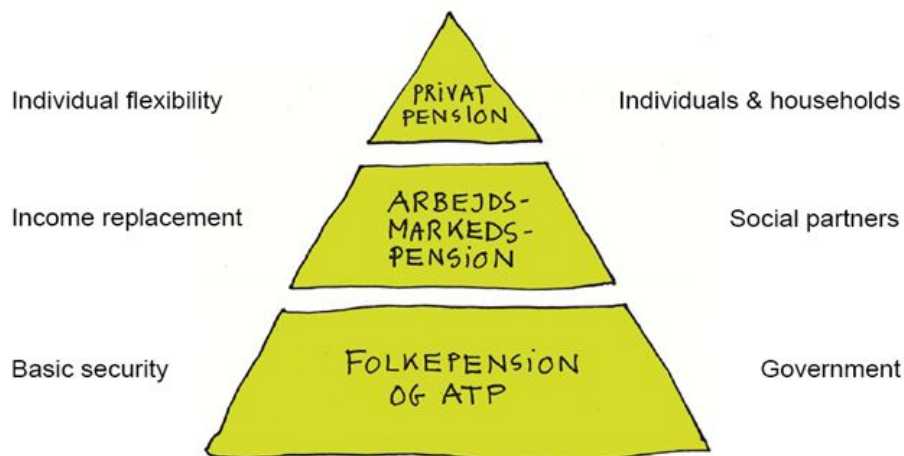 Individual flexibility
PRIVAT
PENSION
Individuals & households
Income replacement
ARBEJDS-
MARKEDS-
PENSION
Social partners
Basic security
FOLKEPENSION
OG ATP
Government